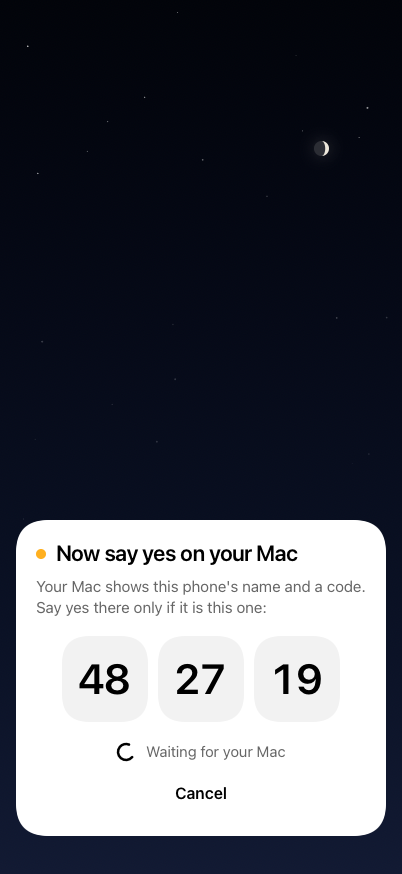 Now say yes on your Mac
Your Mac shows this phone's name and a code.
Say yes there only if it is this one:
48 27 19
Waiting for your Mac
Cancel